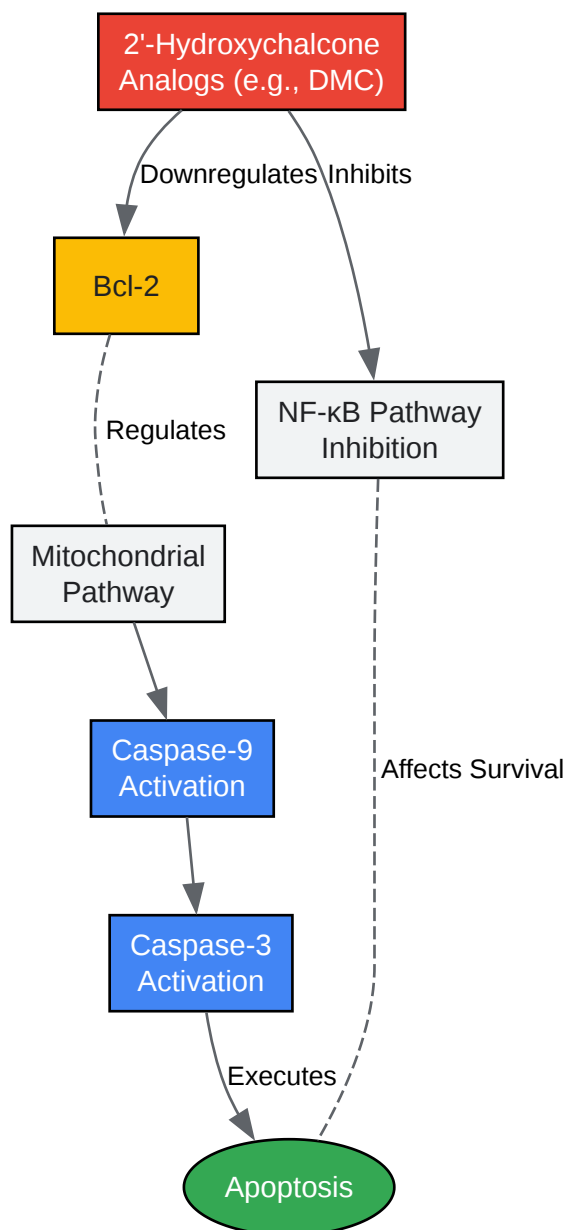 2'-Hydroxychalcone
Analogs (e.g., DMC)
Downregulates
Inhibits
Bcl-2
NF-κB Pathway
Inhibition
Regulates
Mitochondrial
Pathway
Caspase-9
Activation
Affects Survival
Caspase-3
Activation
Executes
Apoptosis